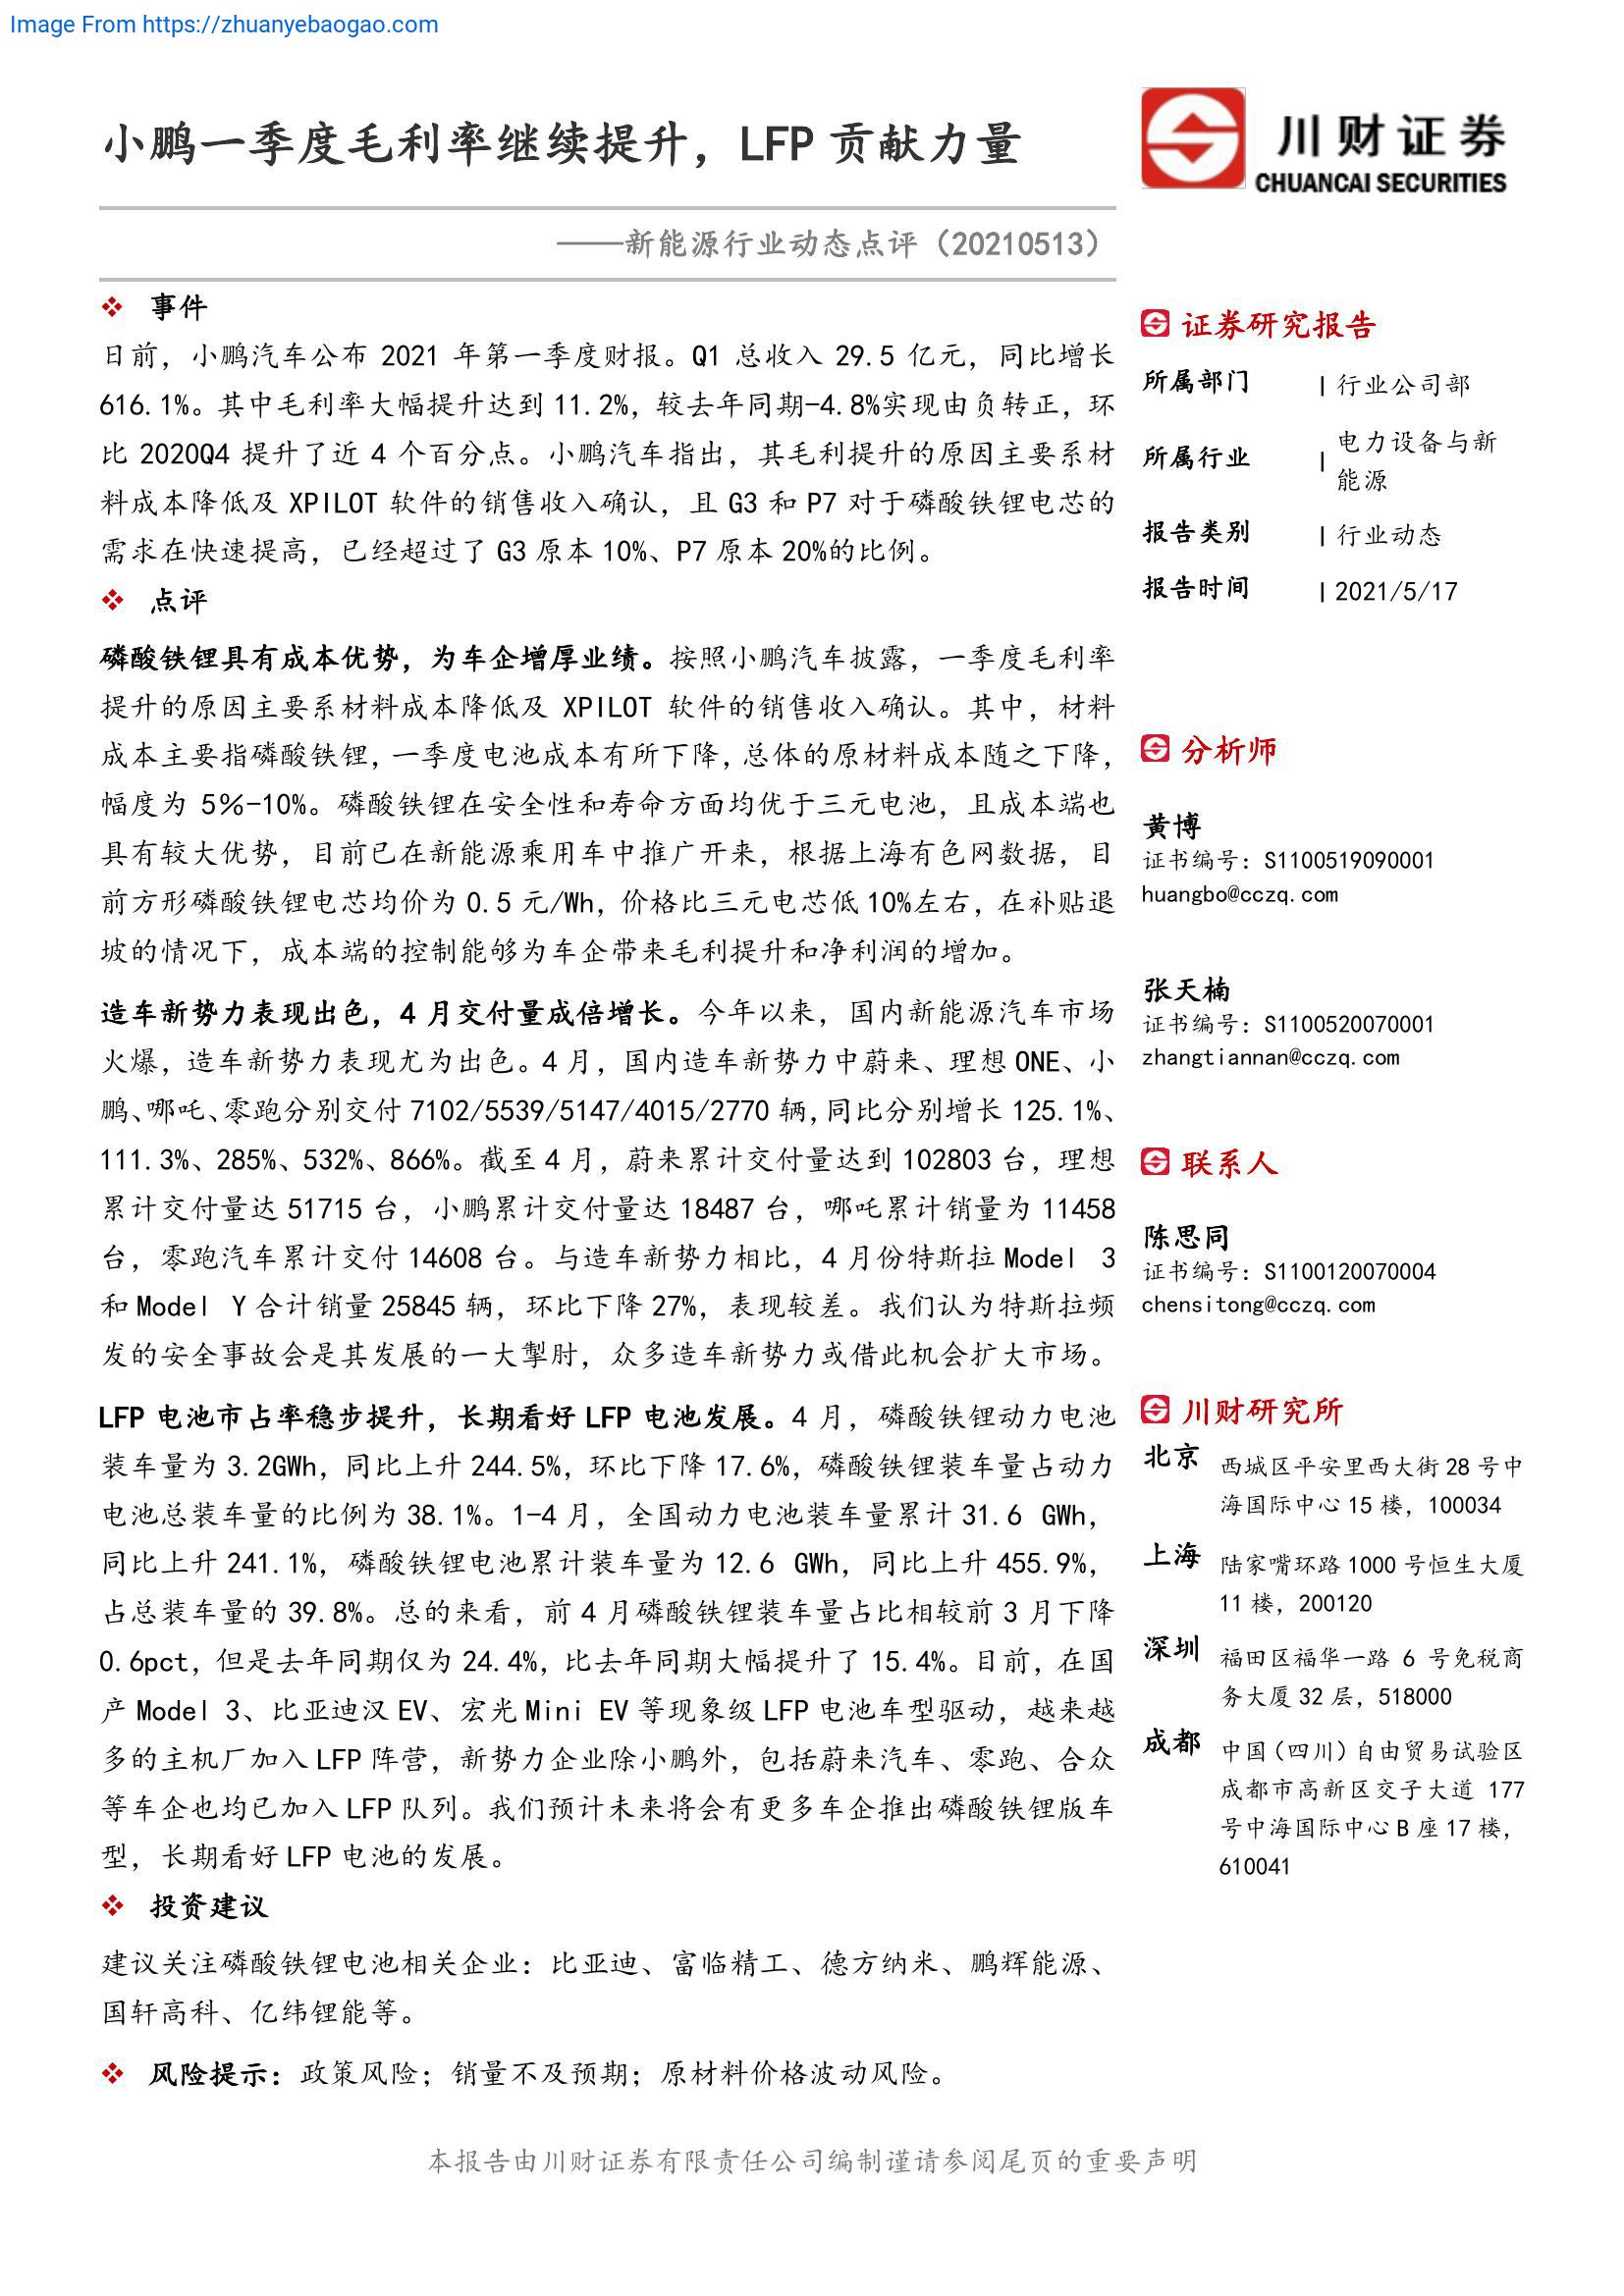 Image From https://zhuanyebaogao.com
小鹏一季度毛利率继续提升，LFP 贡献力量
川财证券
CHUANCAI SECURITIES
——新能源行业动态点评（20210513）
事件
日前，小鹏汽车公布 2021 年第一季度财报。Q1 总收入 29.5 亿元，同比增长
616.1%。其中毛利率大幅提升达到 11.2%，较去年同期-4.8%实现由负转正，环
比 2020Q4 提升了近 4 个百分点。小鹏汽车指出，其毛利提升的原因主要系材
料成本降低及 XPILOT 软件的销售收入确认，且 G3 和 P7 对于磷酸铁锂电芯的
需求在快速提高，已经超过了 G3 原本 10%、P7 原本 20%的比例。
点评
磷酸铁锂具有成本优势，为车企增厚业绩。按照小鹏汽车披露，一季度毛利率
提升的原因主要系材料成本降低及 XPILOT 软件的销售收入确认。其中，材料
成本主要指磷酸铁锂，一季度电池成本有所下降，总体的原材料成本随之下降，
幅度为 5%-10%。磷酸铁锂在安全性和寿命方面均优于三元电池，且成本端也
具有较大优势，目前已在新能源乘用车中推广开来，根据上海有色网数据，目
前方形磷酸铁锂电芯均价为 0.5 元/Wh，价格比三元电芯低 10%左右，在补贴退
坡的情况下，成本端的控制能够为车企带来毛利提升和净利润的增加。
造车新势力表现出色，4 月交付量成倍增长。今年以来，国内新能源汽车市场
火爆，造车新势力表现尤为出色。4 月，国内造车新势力中蔚来、理想 ONE、小
鹏、哪吒、零跑分别交付 7102/5539/5147/4015/2770 辆，同比分别增长 125.1%、
111.3%、285%、532%、866%。截至 4 月，蔚来累计交付量达到 102803 台，理想
累计交付量达 51715 台，小鹏累计交付量达 18487 台，哪吒累计销量为 11458
台，零跑汽车累计交付 14608 台。与造车新势力相比，4 月份特斯拉 Model 3
和 Model Y 合计销量 25845 辆，环比下降 27%，表现较差。我们认为特斯拉频
发的安全事故会是其发展的一大掣肘，众多造车新势力或借此机会扩大市场。
LFP 电池市占率稳步提升，长期看好 LFP 电池发展。4 月，磷酸铁锂动力电池
装车量为 3.2GWh，同比上升 244.5%，环比下降 17.6%，磷酸铁锂装车量占动力
电池总装车量的比例为 38.1%。1-4 月，全国动力电池装车量累计 31.6 GWh，
同比上升 241.1%，磷酸铁锂电池累计装车量为 12.6 GWh，同比上升 455.9%，
占总装车量的 39.8%。总的来看，前 4 月磷酸铁锂装车量占比相较前 3 月下降
0.6pct，但是去年同期仅为 24.4%，比去年同期大幅提升了 15.4%。目前，在国
产 Model 3、比亚迪汉 EV、宏光 Mini EV 等现象级 LFP 电池车型驱动，越来越
多的主机厂加入 LFP 阵营，新势力企业除小鹏外，包括蔚来汽车、零跑、合众
等车企也均已加入 LFP 队列。我们预计未来将会有更多车企推出磷酸铁锂版车
型，长期看好 LFP 电池的发展。
投资建议
建议关注磷酸铁锂电池相关企业：比亚迪、富临精工、德方纳米、鹏辉能源、
国轩高科、亿纬锂能等。
风险提示：政策风险；销量不及预期；原材料价格波动风险。
证券研究报告
所属部门 | 行业公司部
所属行业 | 电力设备与新
能源
报告类别 | 行业动态
报告时间 | 2021/5/17
分析师
黄博
证书编号：S1100519090001
huangbo@cczq.com
张天楠
证书编号：S1100520070001
zhangtiannan@cczq.com
联系人
陈思同
证书编号：S1100120070004
chensitong@cczq.com
川财研究所
北京 西城区平安里西大街 28 号中
海国际中心 15 楼，100034
上海 陆家嘴环路 1000 号恒生大厦
11 楼，200120
深圳 福田区福华一路 6 号免税商
务大厦 32 层，518000
成都 中国（四川）自由贸易试验区
成都市高新区交子大道 177
号中海国际中心 B 座 17 楼，
610041
本报告由川财证券有限责任公司编制谨请参阅尾页的重要声明